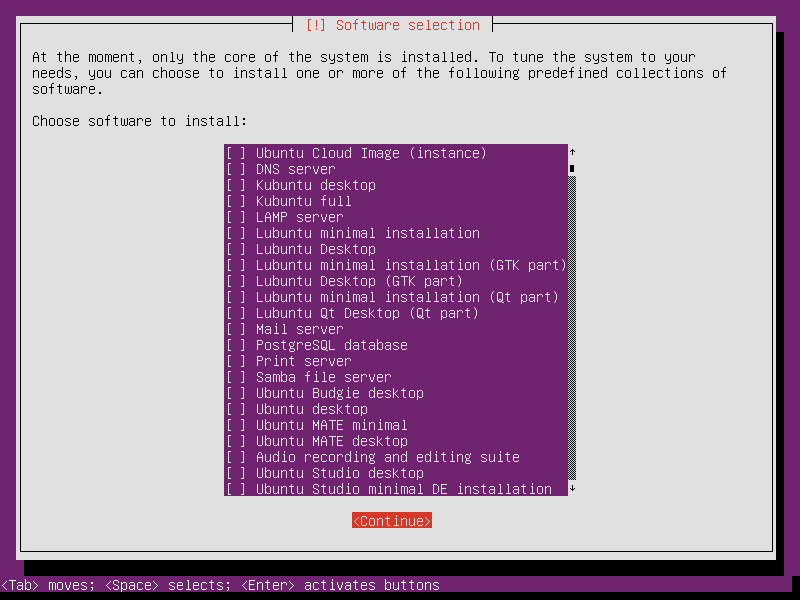 [!] Software selection
At the moment, only the core of the system is installed. To tune the system to your
needs, you can choose to install one or more of the following predefined collections of
software.
Choose software to install:
[ ] Ubuntu Cloud Image (instance)
[ ] DNS server
[ ] Kubuntu desktop
[ ] Kubuntu full
[ ] LAMP server
[ ] Lubuntu minimal installation
[ ] Lubuntu Desktop
[ ] Lubuntu minimal installation (GTK part)
[ ] Lubuntu Desktop (GTK part)
[ ] Lubuntu minimal installation (Qt part)
[ ] Lubuntu Qt Desktop (Qt part)
[ ] Mail server
[ ] PostgreSQL database
[ ] Print server
[ ] Samba file server
[ ] Ubuntu Budgie desktop
[ ] Ubuntu desktop
[ ] Ubuntu MATE minimal
[ ] Ubuntu MATE desktop
[ ] Audio recording and editing suite
[ ] Ubuntu Studio desktop
[ ] Ubuntu Studio minimal DE installation
<Continue>
<Tab> moves; <Space> selects; <Enter> activates buttons